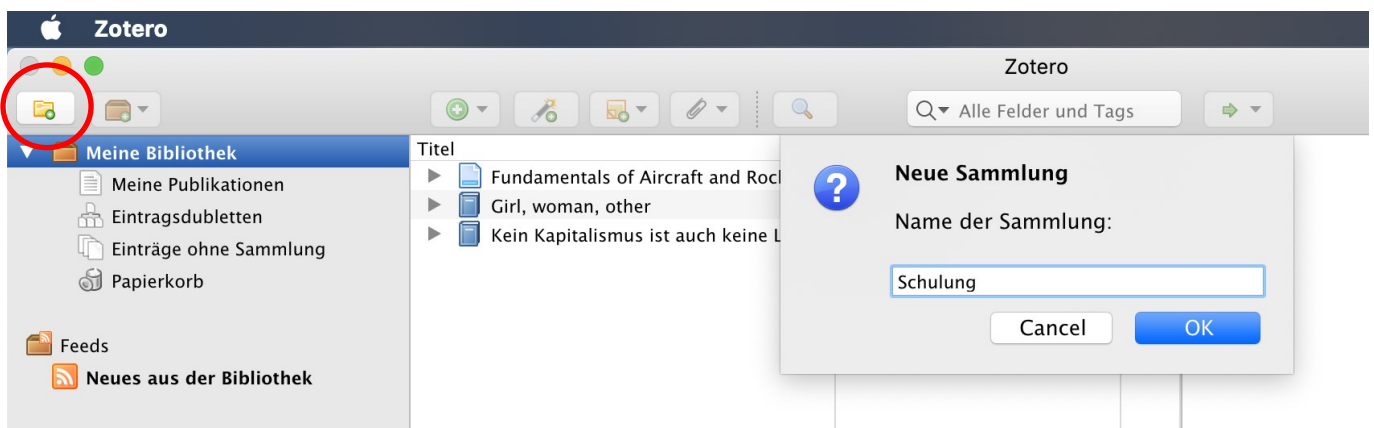 Zotero
Zotero
Alle Felder und Tags
Meine Bibliothek
Meine Publikationen
Eintragsdubletten
Einträge ohne Sammlung
Papierkorb
Feeds
Neues aus der Bibliothek
Titel
Fundamentals of Aircraft and
Girl, woman, other
Kein Kapitalismus ist auch keine
Neue Sammlung
Name der Sammlung:
Schulung
Cancel
OK